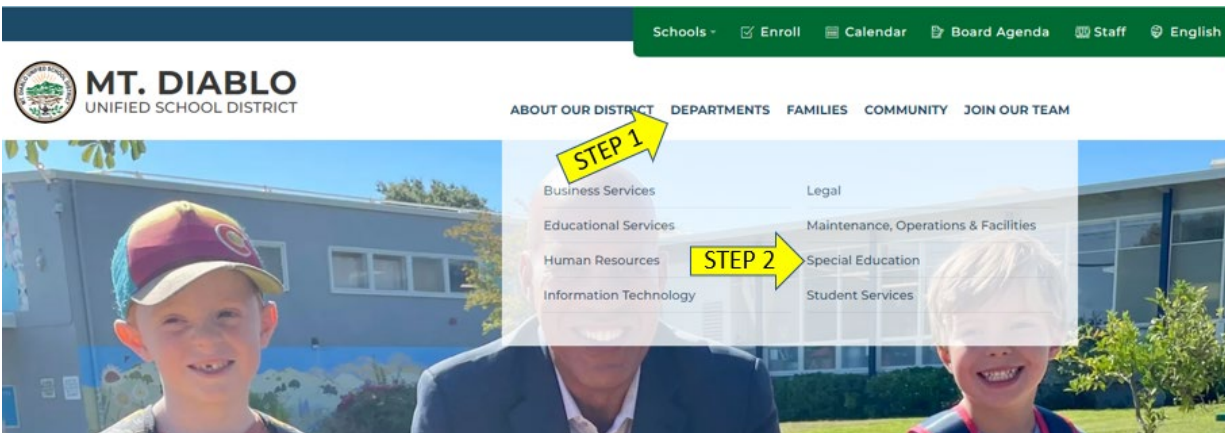 Schools Enroll Calendar Board Agenda Staff English
MT. DIABLO
UNIFIED SCHOOL DISTRICT
ABOUT OUR DISTRICT DEPARTMENTS FAMILIES COMMUNITY JOIN OUR TEAM
STEP 1
Business Services
Legal
Educational Services
Maintenance, Operations & Facilities
Human Resources
STEP 2
Special Education
Information Technology
Student Services